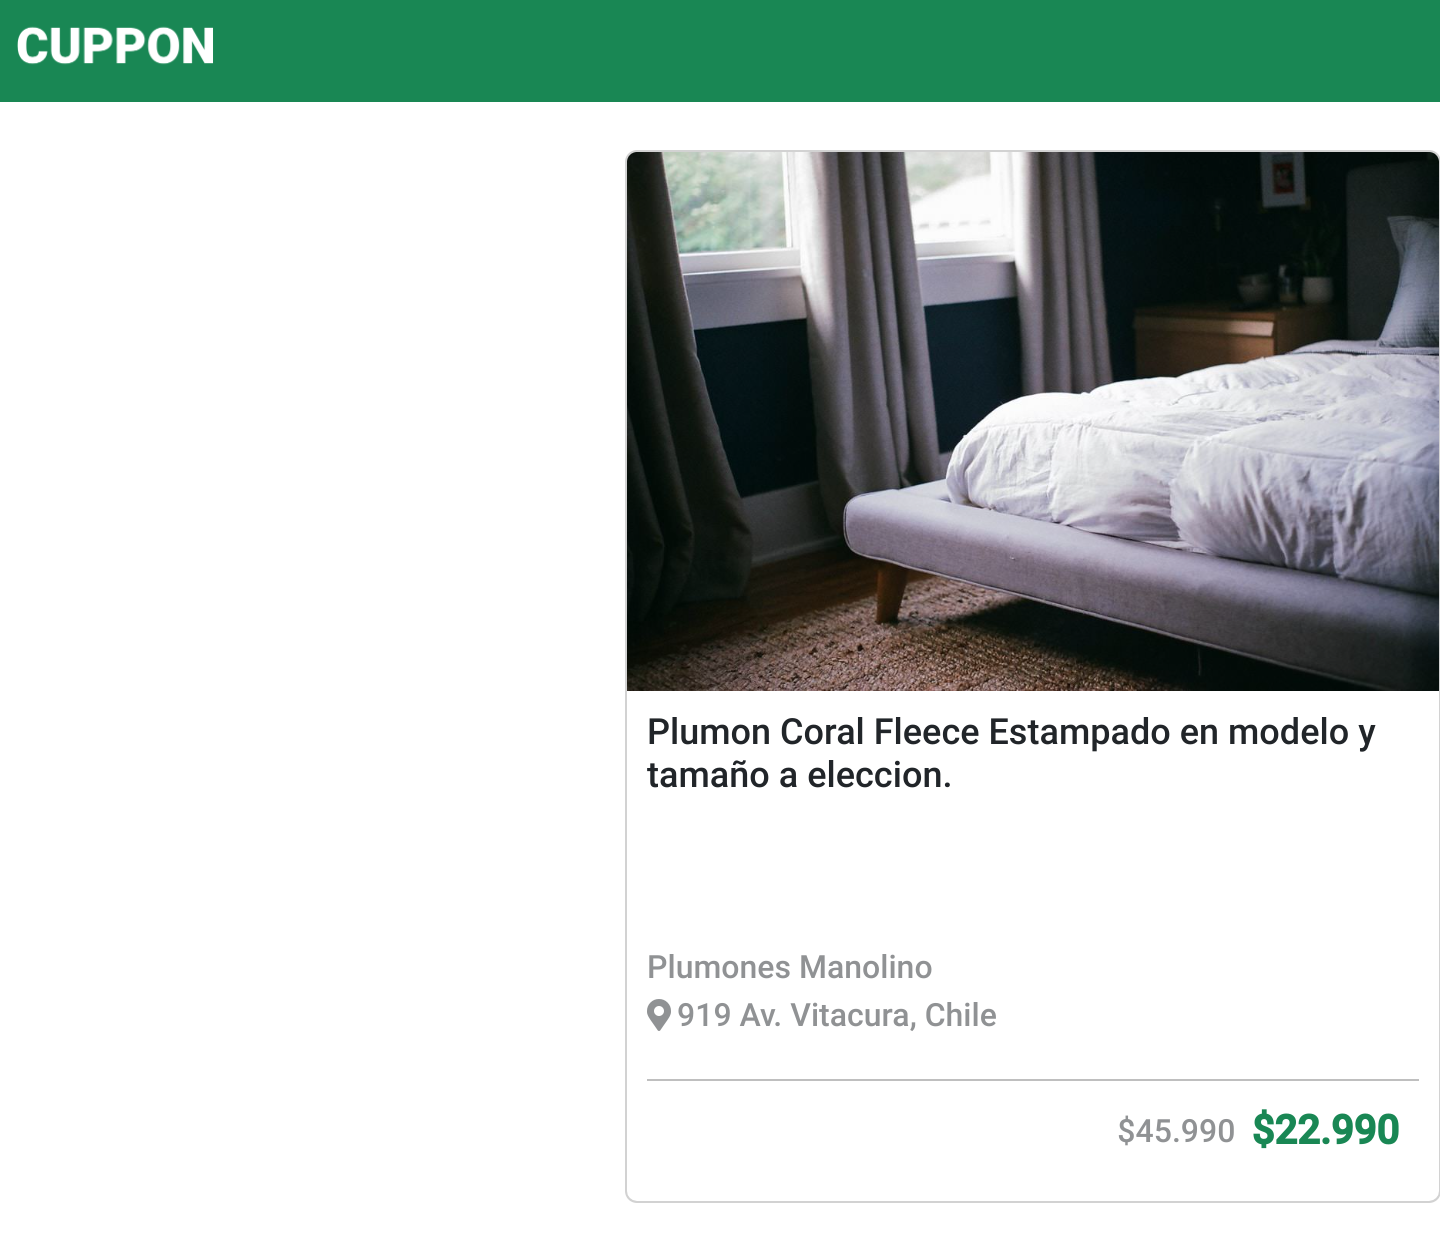 CUPPON
Plumon Coral Fleece Estampado en modelo y
tamaño a eleccion.
Plumones Manolino
919 Av. Vitacura, Chile
$45.990 $22.990